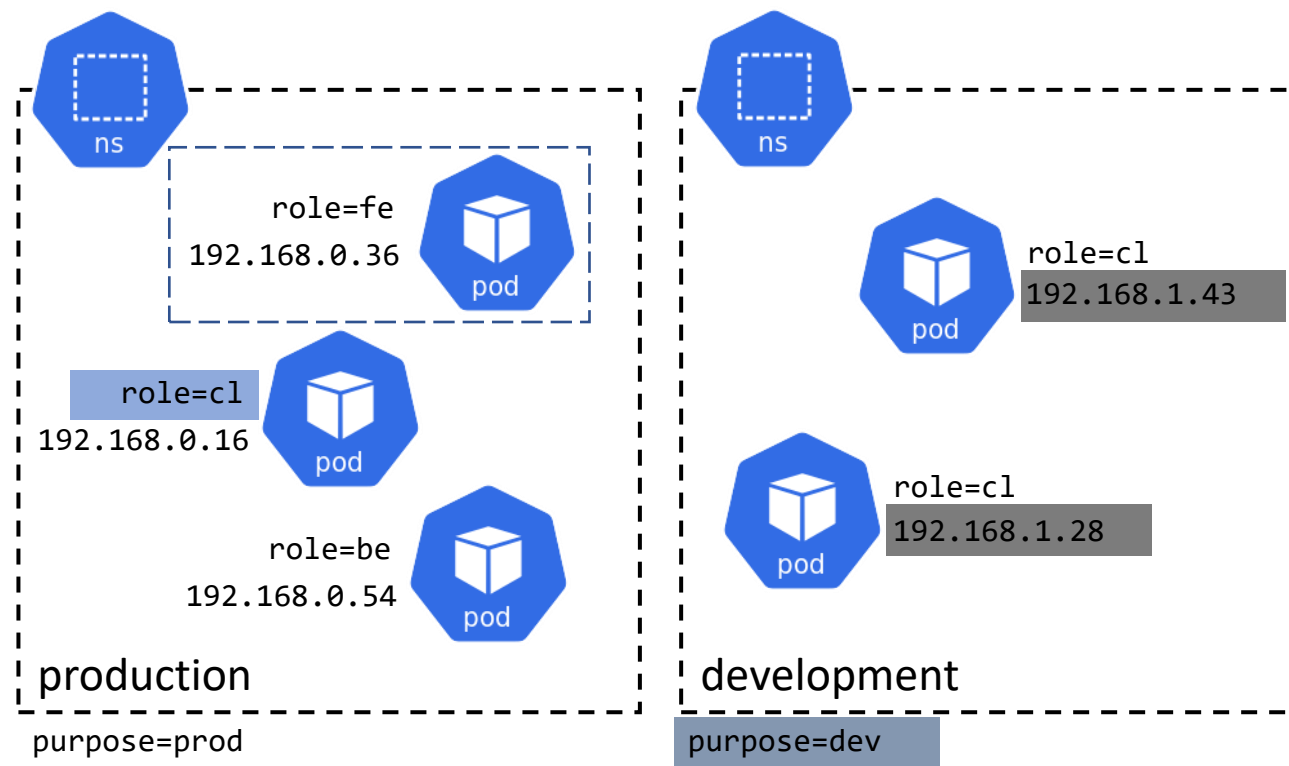 ns
role=fe
192.168.0.36
pod
role=cl
192.168.0.16
pod
role=be
192.168.0.54
pod
production
purpose=prod
ns
role=cl
192.168.1.43
pod
role=cl
192.168.1.28
pod
development
purpose=dev